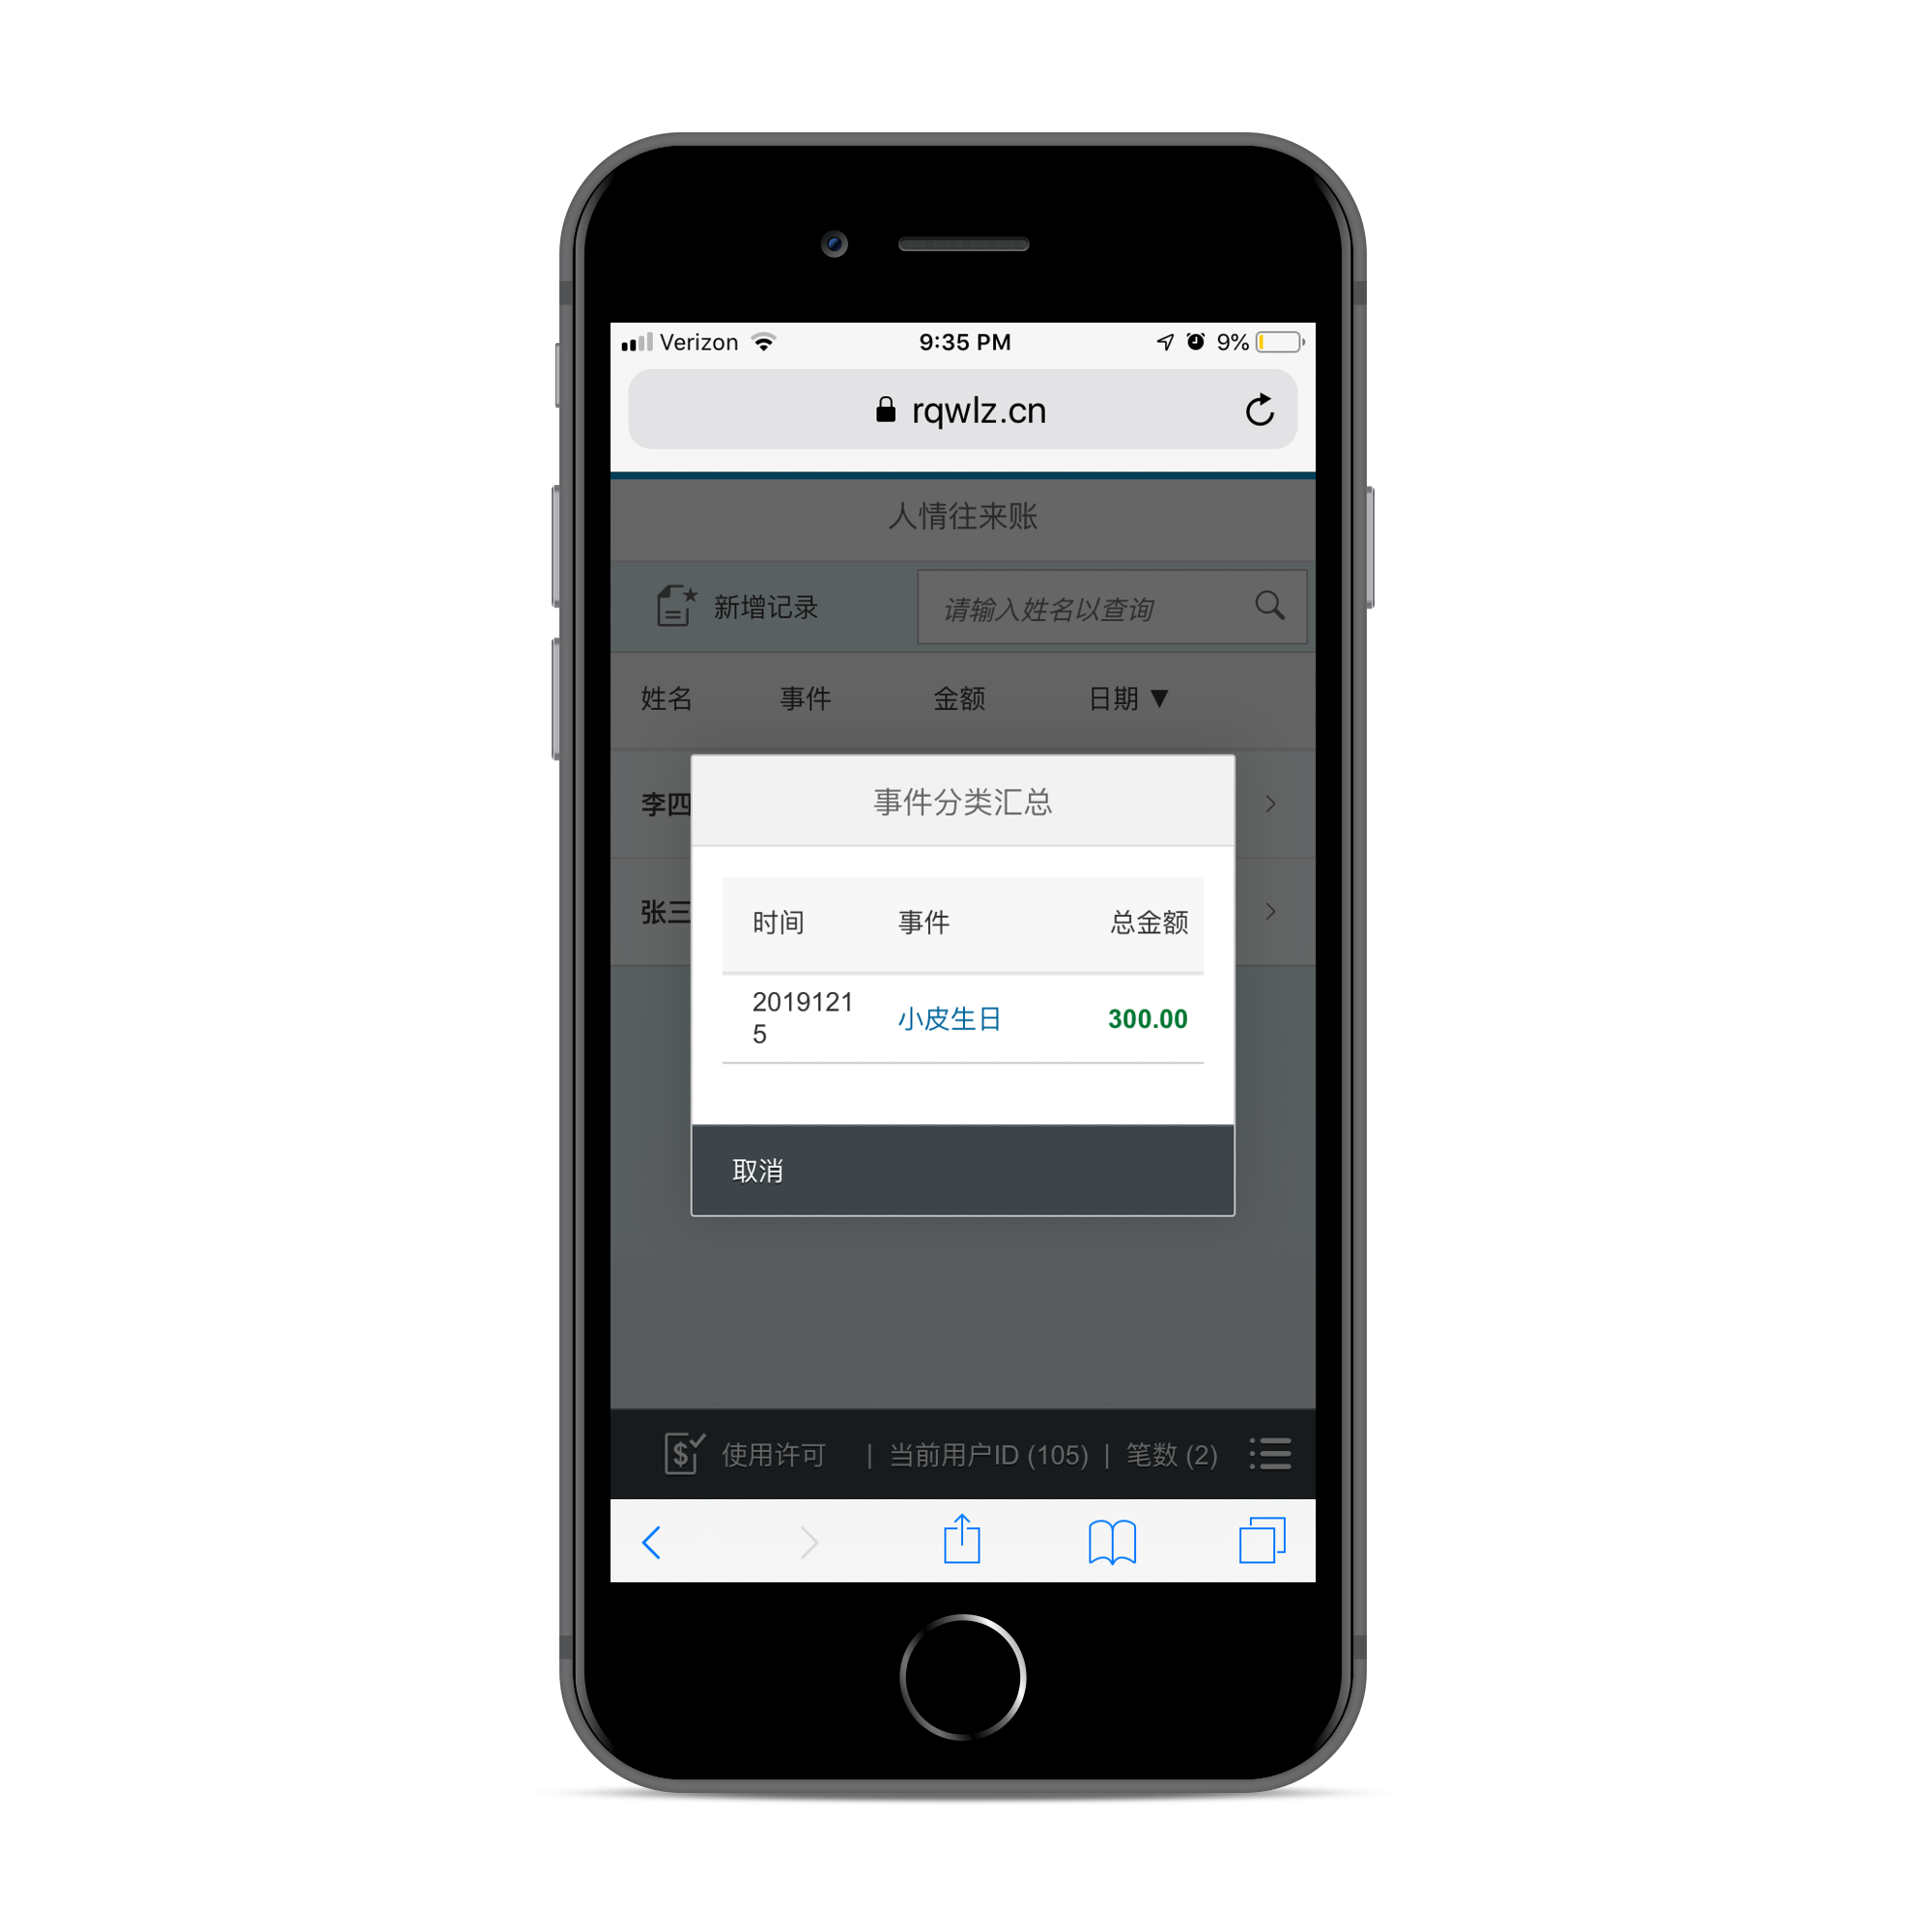 Verizon 9:35 PM 9%
rqwlz.cn
人情往来账
新增记录 请输入姓名以查询
姓名 事件 金额 日期 ▼
李四
事件分类汇总
时间 事件 总金额
张三
2019121
5 小皮生日 300.00
取消
使用许可 | 当前用户ID (105) | 笔数 (2)